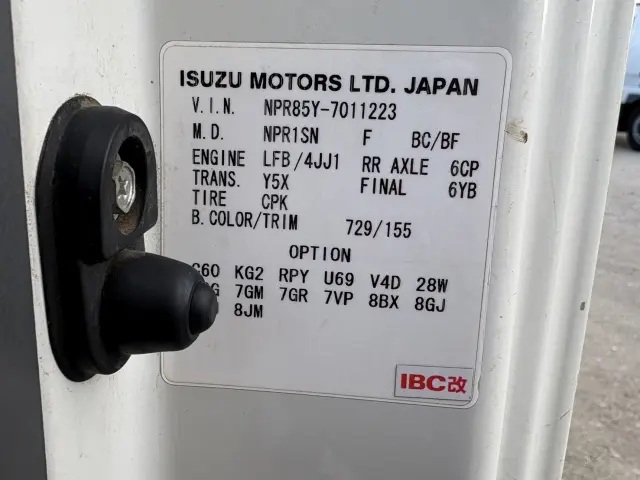 ISUZU MOTORS LTD. JAPAN
V.I.N. NPR85Y-7011223
M.D. NPR1SN F BC/BF
ENGINE LFB/4JJ1 RR AXLE 6CP
TRANS. Y5X FINAL 6YB
TIRE CPK
B.COLOR/TRIM 729/155
OPTION
KG2 RPY U69 V4D 28W
7GM 7GR 7VP 8BX 8GJ
8JM
IBC改